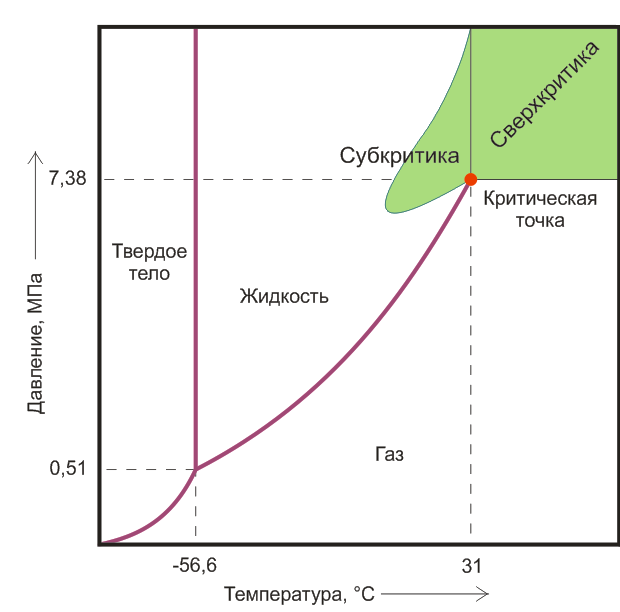 Сверхкритика
Субкритика
7,38
Критическая
точка
Твердое
тело
Жидкость
Давление, МПа
Газ
0,51
-56,6
31
Температура, °С